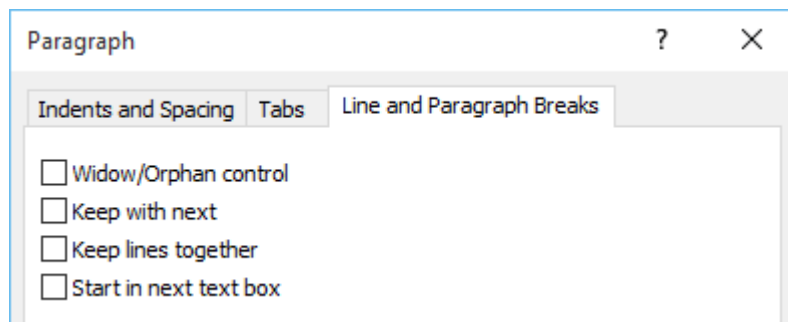 Paragraph ?
Indents and Spacing Tabs Line and Paragraph Breaks
Widow/Orphan control
Keep with next
Keep lines together
Start in next text box